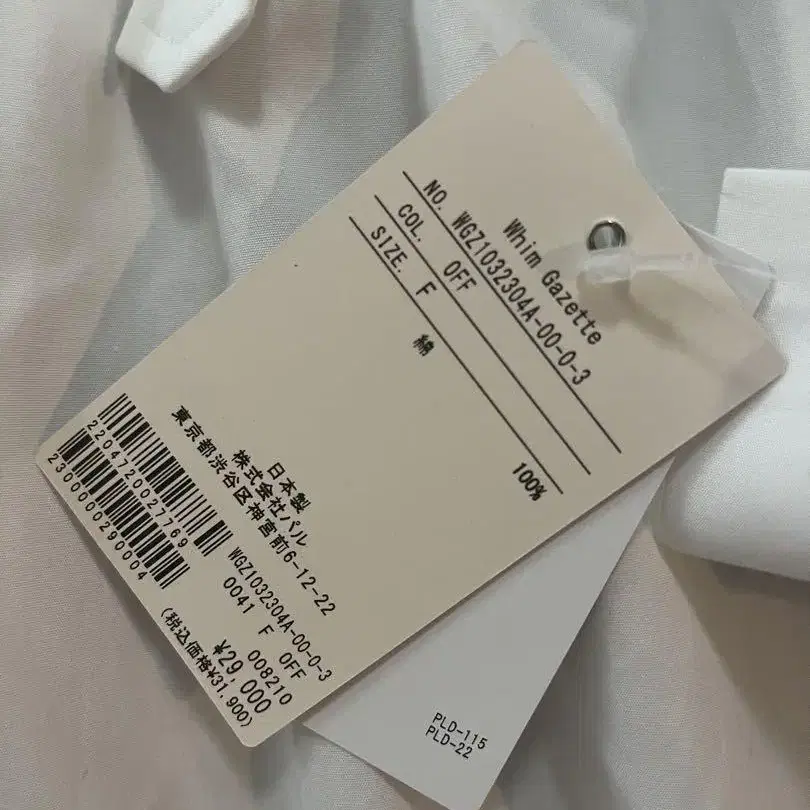 Whim Gazette
NO. WGZ1032304A-00-0-3
COL. OFF
SIZE. F
綿 100%
日本製
株式会社パル
東京都渋谷区神宮前6-12-22
2204720027769
2300000290004
WGZ1032304A-00-0-3
0041 F OFF
008210
¥29,000
(税込価格¥31,900)
PLD-115
PLD-22